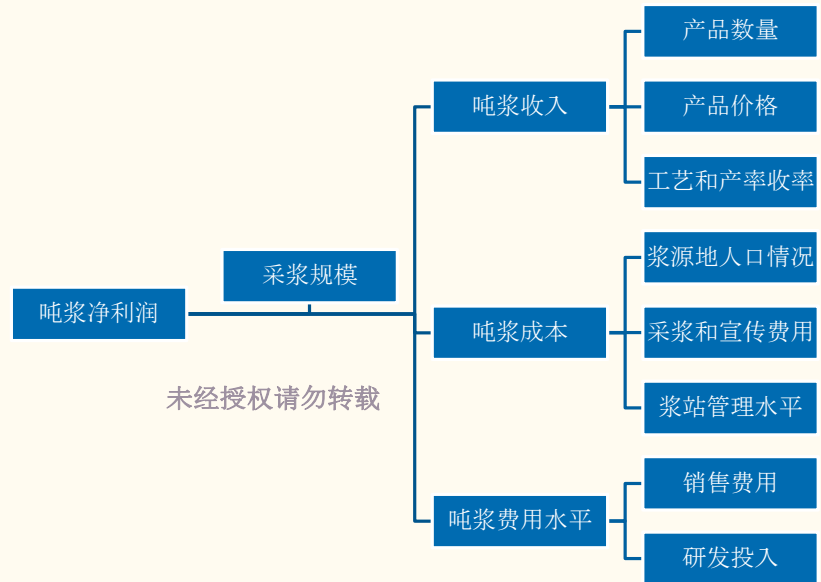 产品数量
吨浆收入
产品价格
工艺和产率收率
采浆规模
浆源地人口情况
吨浆净利润
吨浆成本
采浆和宣传费用
未经授权请勿转载
浆站管理水平
销售费用
吨浆费用水平
研发投入